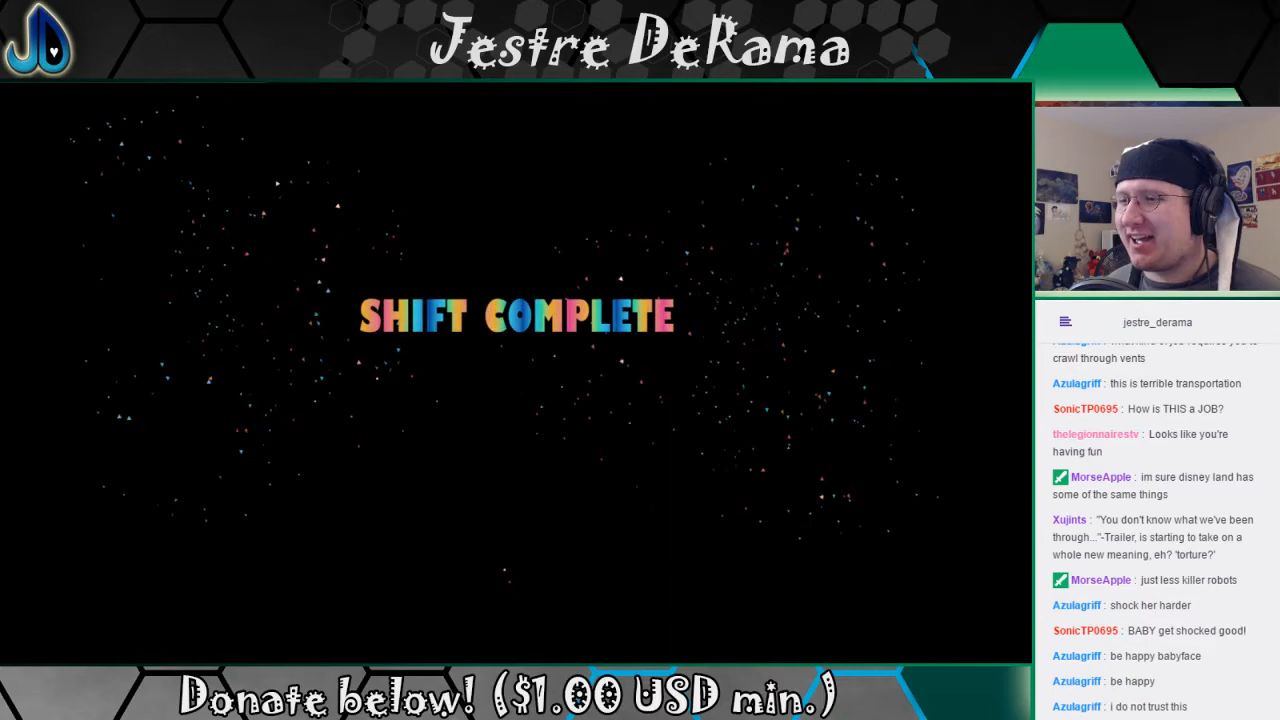 JD
Jestre DeRama
SHIFT COMPLETE
jestre_derama
crawl through vents
Azulagriff : this is terrible transportation
SonicTP0695 : How is THIS a JOB?
thelegionnairestv : Looks like you're
having fun
MorseApple : im sure disney land has
some of the same things
Xujints : "You don't know what we've been
through..."-Trailer, is starting to take on a
whole new meaning, eh? 'torture?'
MorseApple : just less killer robots
Azulagriff : shock her harder
SonicTP0695 : BABY get shocked good!
Azulagriff : be happy babyface
Azulagriff : be happy
Azulagriff : i do not trust this
Donate below! ($1.00 USD min.)